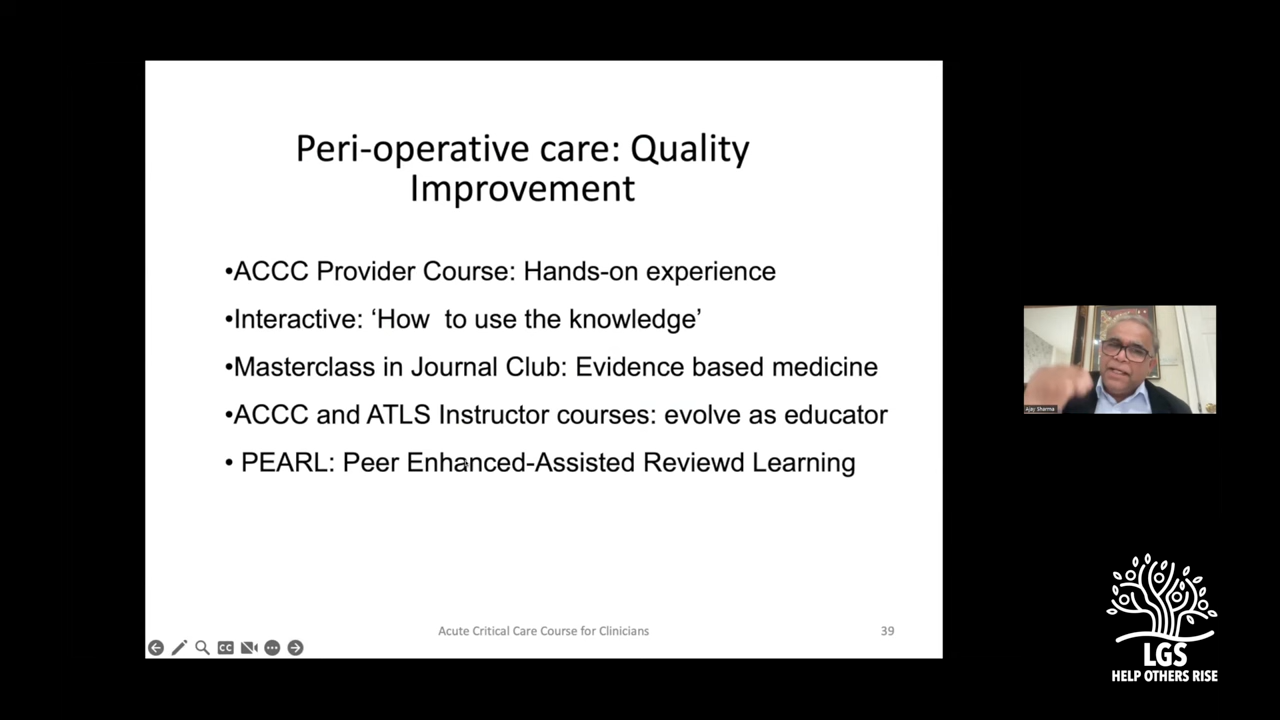 Peri-operative care: Quality
Improvement
•ACCC Provider Course: Hands-on experience
•Interactive: ‘How  to use the knowledge’
•Masterclass in Journal Club: Evidence based medicine
•ACCC and ATLS Instructor courses: evolve as educator
• PEARL: Peer Enhanced-Assisted Reviewd Learning
Acute Critical Care Course for Clinicians
39
CC
Ajay Sharma
LGS
HELP OTHERS RISE